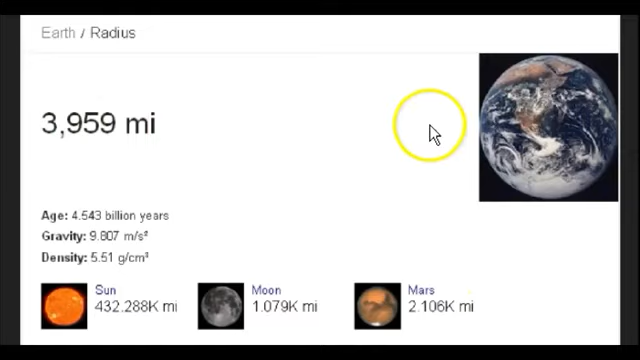 Earth / Radius
3,959 mi
Age: 4.543 billion years
Gravity: 9.807 m/s²
Density: 5.51 g/cm³
Sun
432.288K mi
Moon
1.079K mi
Mars
2.106K mi